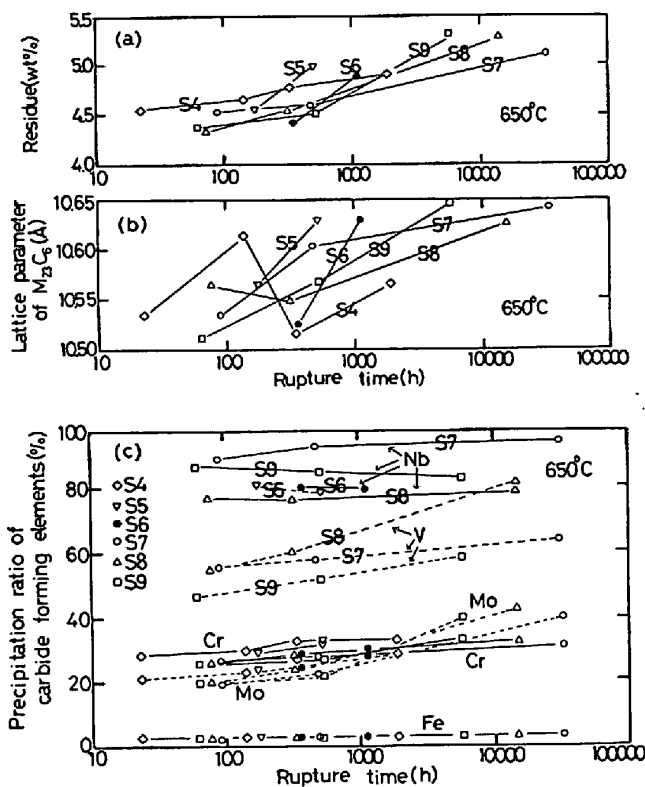 (a)
Residue(wt%)
5.0
4.5
4.0
S4
S5
S6
S9
S8
S7
650°C
10
100
1000
10000
100000
(b)
Lattice parameter
of M23C6 (Å)
10.65
10.60
10.55
10.50
S5
S6
S9
S7
S8
S4
650°C
10
100
1000
10000
100000
Rupture time(h)
(c)
Precipitation ratio of
carbide forming elements(%)
100
80
60
40
20
0
S4
S5
S6
S7
S8
S9
S7
Nb
650°C
S9
S5
S6
S8
S8
V
S7
S9
Mo
Cr
Cr
Mo
Fe
10
100
1000
10000
100000
Rupture time(h)